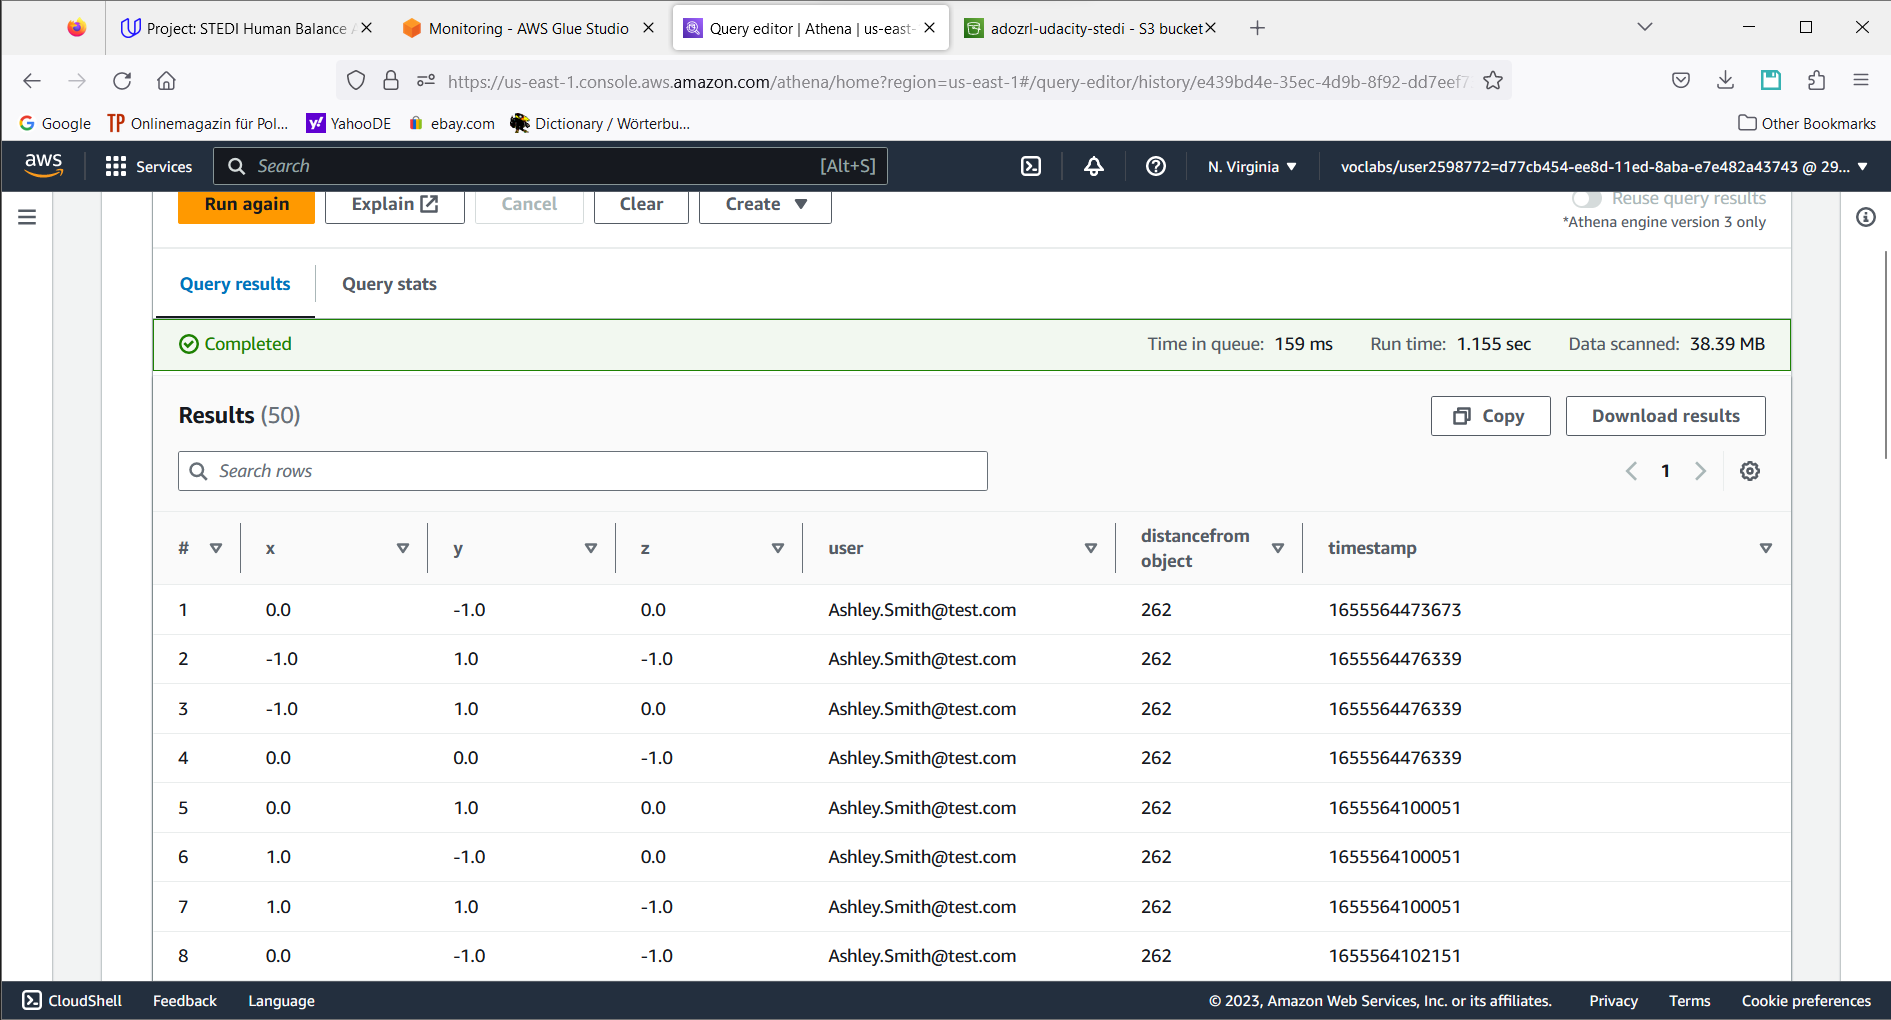 Project: STEDI Human Balance
Monitoring - AWS Glue Studio
Query editor | Athena | us-east-
adozrl-udacity-stedi - S3 bucket
https://us-east-1.console.aws.amazon.com/athena/home?region=us-east-1#/query-editor/history/e439bd4e-35ec-4d9b-8f92-dd7eef7
Google
TP Onlinemagazin für Pol...
y! YahooDE
ebay.com
Dictionary / Wörterbu...
Other Bookmarks
aws
Services
Search
[Alt+S]
N. Virginia
voclabs/user2598772=d77cb454-ee8d-11ed-8aba-e7e482a43743 @ 29...
Run again
Explain
Cancel
Clear
Create
Reuse query results
*Athena engine version 3 only
Query results
Query stats
Completed
Time in queue: 159 ms
Run time: 1.155 sec
Data scanned: 38.39 MB
Results (50)
Copy
Download results
Search rows
1
# x y z user distancefrom object timestamp
1 0.0 -1.0 0.0 Ashley.Smith@test.com 262 1655564473673
2 -1.0 1.0 -1.0 Ashley.Smith@test.com 262 1655564476339
3 -1.0 1.0 0.0 Ashley.Smith@test.com 262 1655564476339
4 0.0 0.0 -1.0 Ashley.Smith@test.com 262 1655564476339
5 0.0 1.0 0.0 Ashley.Smith@test.com 262 1655564100051
6 1.0 -1.0 0.0 Ashley.Smith@test.com 262 1655564100051
7 1.0 1.0 -1.0 Ashley.Smith@test.com 262 1655564100051
8 0.0 -1.0 -1.0 Ashley.Smith@test.com 262 1655564102151
CloudShell
Feedback
Language
© 2023, Amazon Web Services, Inc. or its affiliates.
Privacy
Terms
Cookie preferences